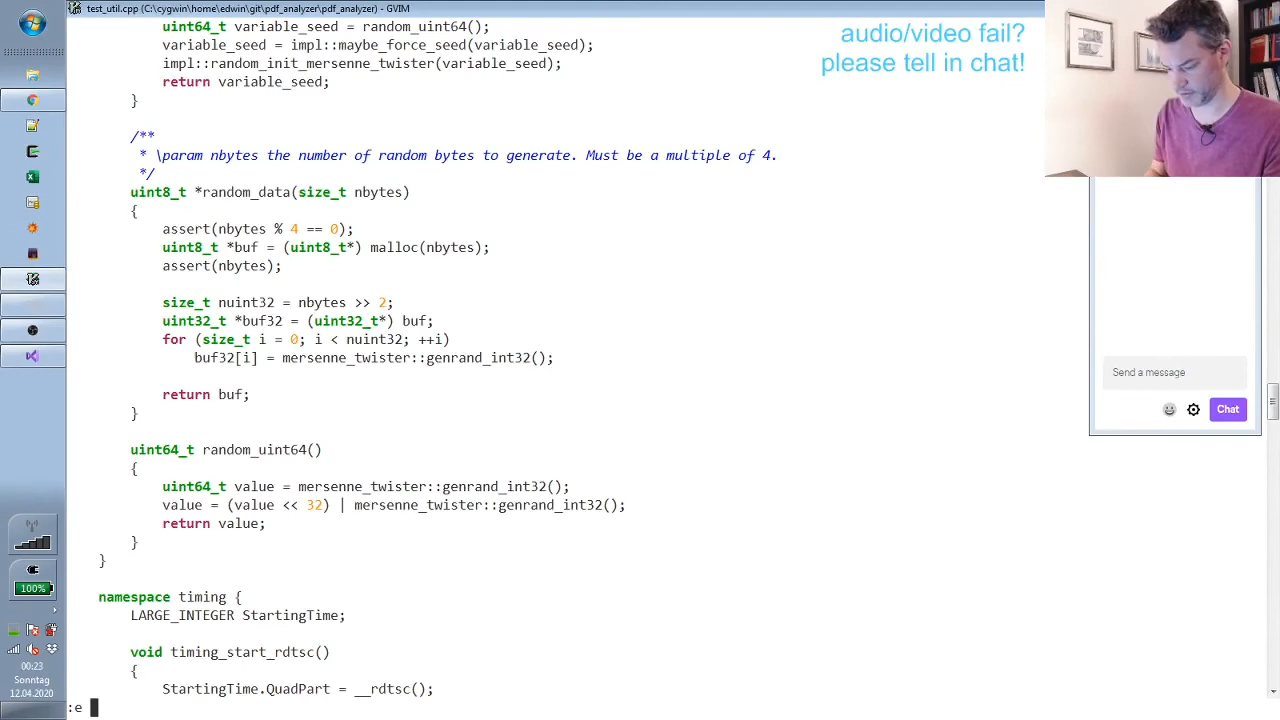 test_util.cpp (C:\cygwin\home\edwin\git\pdf_analyzer\pdf_analyzer) - GVIM
uint64_t variable_seed = random_uint64();
variable_seed = impl::maybe_force_seed(variable_seed);
impl::random_init_mersenne_twister(variable_seed);
return variable_seed;
}
/**
* \param nbytes the number of random bytes to generate. Must be a multiple of 4.
*/
uint8_t *random_data(size_t nbytes)
{
assert(nbytes % 4 == 0);
uint8_t *buf = (uint8_t*) malloc(nbytes);
assert(nbytes);
size_t nuint32 = nbytes >> 2;
uint32_t *buf32 = (uint32_t*) buf;
for (size_t i = 0; i < nuint32; ++i)
buf32[i] = mersenne_twister::genrand_int32();
return buf;
}
uint64_t random_uint64()
{
uint64_t value = mersenne_twister::genrand_int32();
value = (value << 32) | mersenne_twister::genrand_int32();
return value;
}
}
namespace timing {
LARGE_INTEGER StartingTime;
void timing_start_rdtsc()
{
StartingTime.QuadPart = __rdtsc();
:e
audio/video fail?
please tell in chat!
Send a message
Chat
100%
00:23
Sonntag
12.04.2020